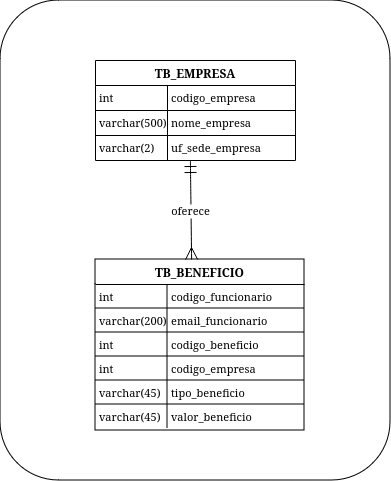 TB_EMPRESA
int codigo_empresa
varchar(500) nome_empresa
varchar(2) uf_sede_empresa
oferece
TB_BENEFICIO
int codigo_funcionario
varchar(200) email_funcionario
int codigo_beneficio
int codigo_empresa
varchar(45) tipo_beneficio
varchar(45) valor_beneficio